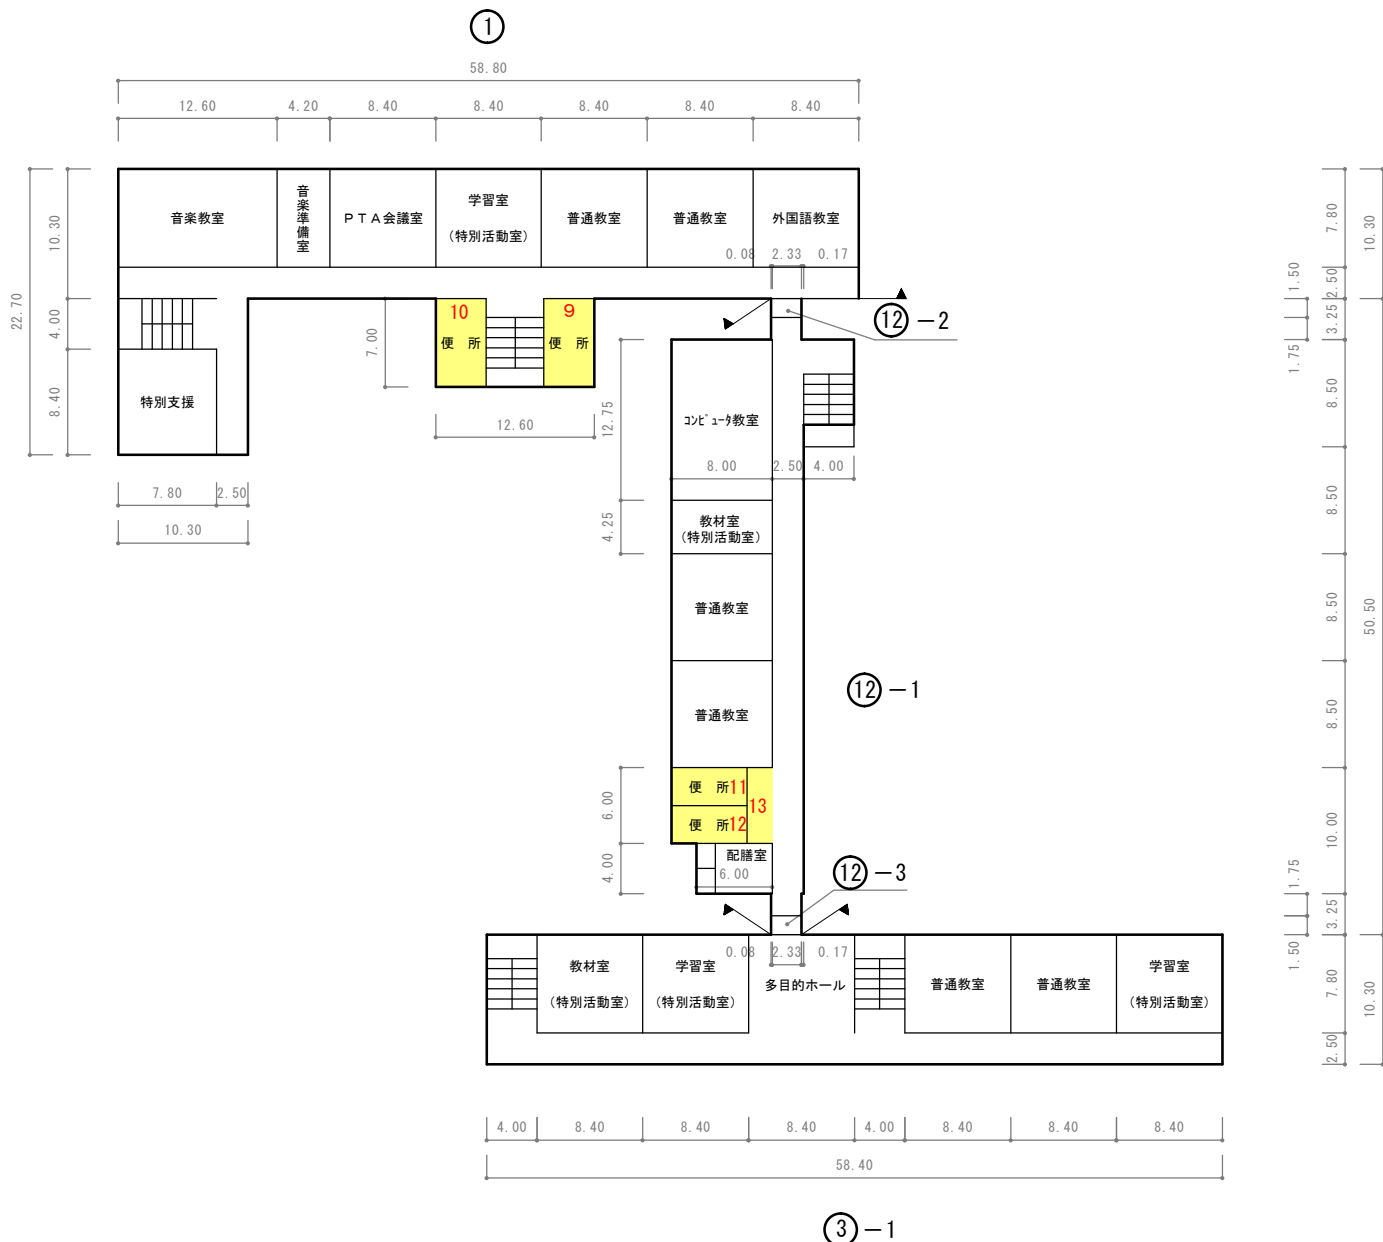 ①
58.80
12.60 4.20 8.40 8.40 8.40 8.40 8.40
音楽教室
音楽準備室
ＰＴＡ会議室
学習室
(特別活動室)
普通教室
普通教室
外国語教室
0.08 2.33 0.17
22.70
10.30
4.00
8.40
10
便 所
9
便 所
7.00
12.60
特別支援
7.80 2.50
10.30
⑫－2
1.50
1.75
7.80
2.50
3.25
8.50
8.50
8.50
8.50
10.00
3.25
7.80
2.50
10.30
50.50
10.30
ｺﾝﾋﾟｭｰﾀ教室
12.75
8.00 2.50 4.00
教材室
(特別活動室)
4.25
普通教室
⑫－1
普通教室
便 所11
13
便 所12
6.00
4.00
配膳室
6.00
⑫－3
1.75
1.50
0.08 2.33 0.17
教材室
(特別活動室)
学習室
(特別活動室)
多目的ホール
普通教室
普通教室
学習室
(特別活動室)
4.00 8.40 8.40 8.40 4.00 8.40 8.40 8.40
58.40
③－1